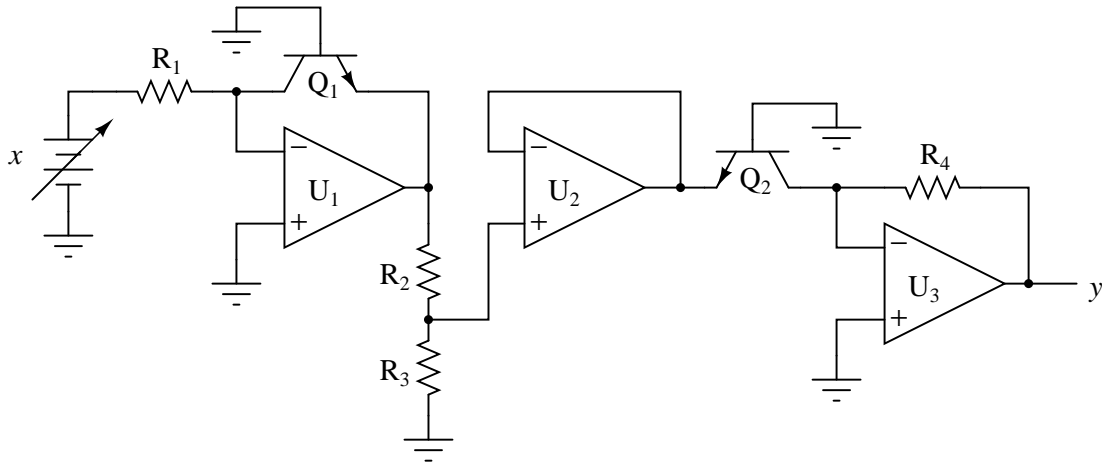 R1
Q1
x
−
U1
+
R2
R3
−
U2
+
Q2
R4
−
U3
+
y